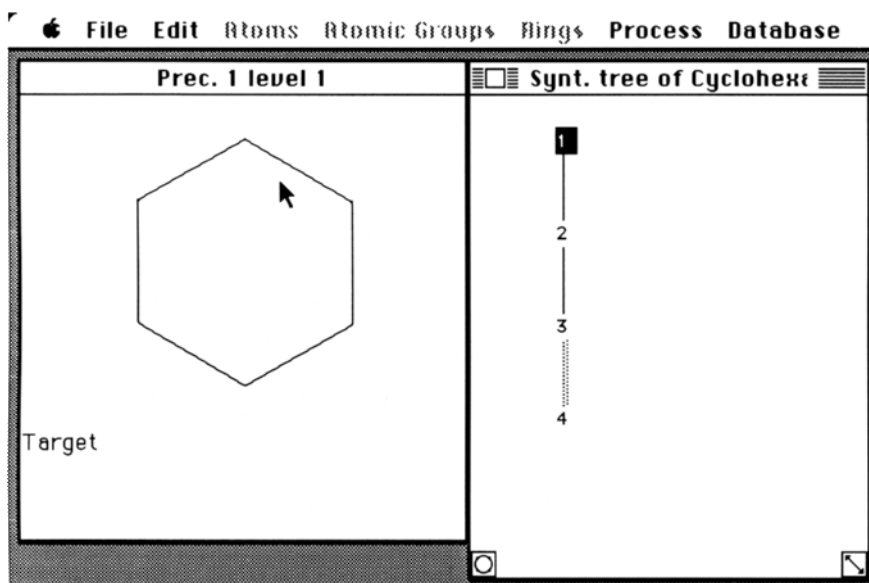 File Edit Atoms Atomic Groups Rings Process Database
Prec. 1 level 1
Synt. tree of Cyclohexa
1
2
3
4
Target